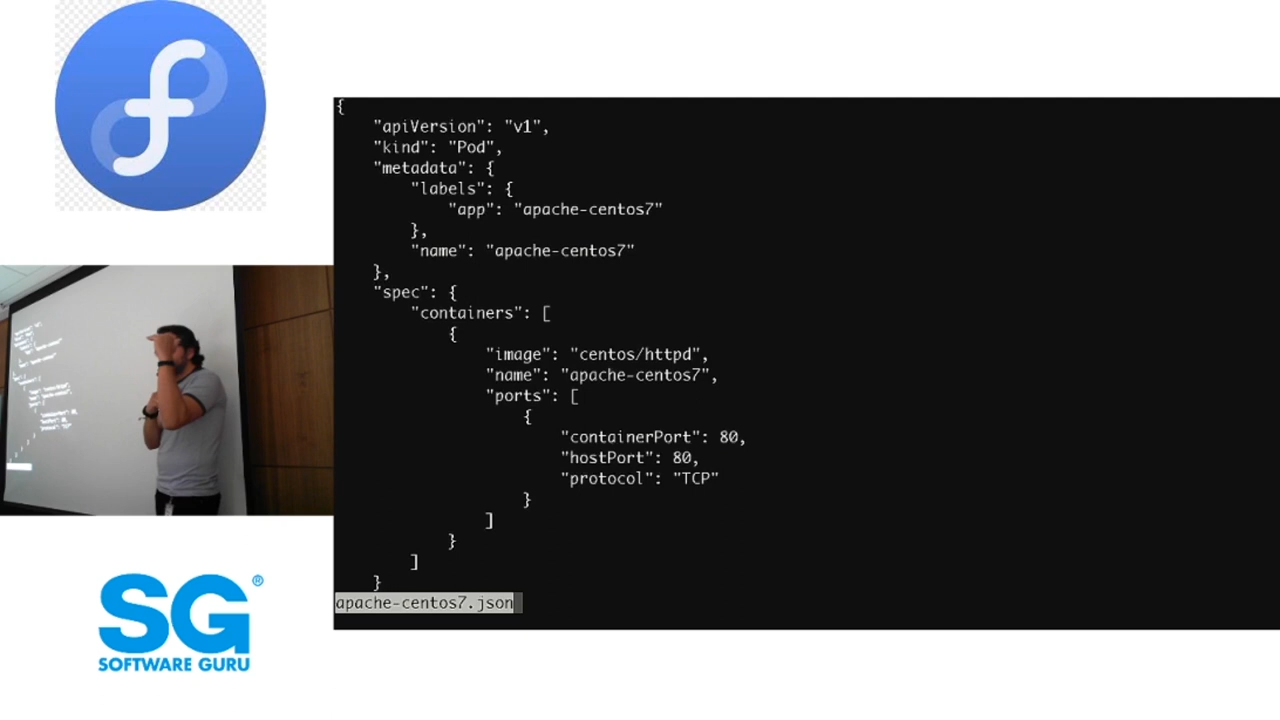 {
"apiVersion": "v1",
"kind": "Pod",
"metadata": {
"labels": {
"app": "apache-centos7"
},
"name": "apache-centos7"
},
"spec": {
"containers": [
{
"image": "centos/httpd",
"name": "apache-centos7",
"ports": [
{
"containerPort": 80,
"hostPort": 80,
"protocol": "TCP"
}
]
}
]
}
apache-centos7.json
SG®
SOFTWARE GURU